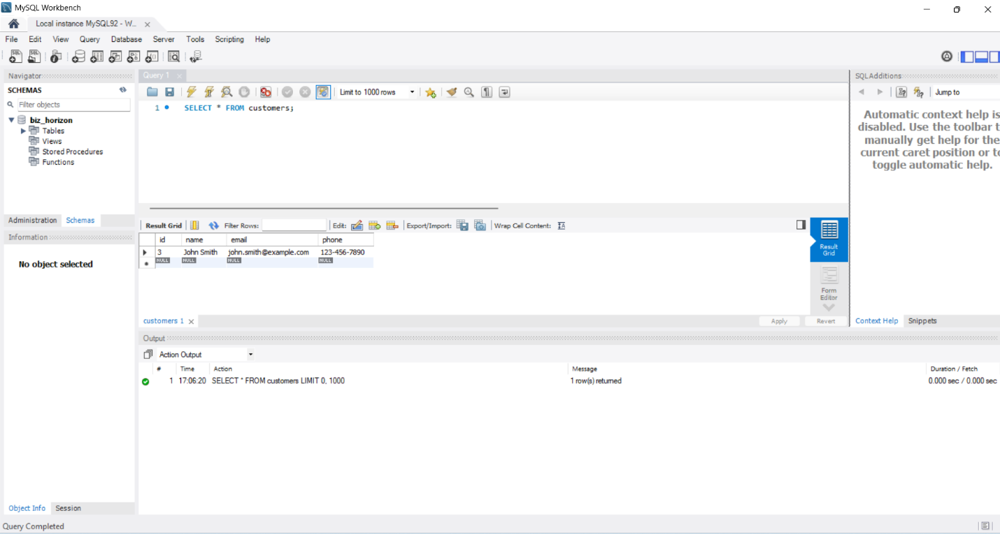 MySQL Workbench
Local instance MySQL92 - W...
File Edit View Query Database Server Tools Scripting Help
Navigator
SCHEMAS
Filter objects
biz_horizon
Tables
Views
Stored Procedures
Functions
Administration Schemas
Information
No object selected
Object Info Session
Query 1
Limit to 1000 rows
1 SELECT * FROM customers;
Result Grid Filter Rows: Edit: Export/Import: Wrap Cell Content:
id name email phone
3 John Smith john.smith@example.com 123-456-7890
NULL NULL NULL NULL
Result
Grid
Form
Editor
customers 1 Apply Revert
SQLAdditions
Jump to
Automatic context help is
disabled. Use the toolbar t
manually get help for the
current caret position or to
toggle automatic help.
Context Help Snippets
Output
Action Output
# Time Action Message Duration / Fetch
1 17:06:20 SELECT * FROM customers LIMIT 0, 1000 1 row(s) returned 0.000 sec / 0.000 sec
Query Completed